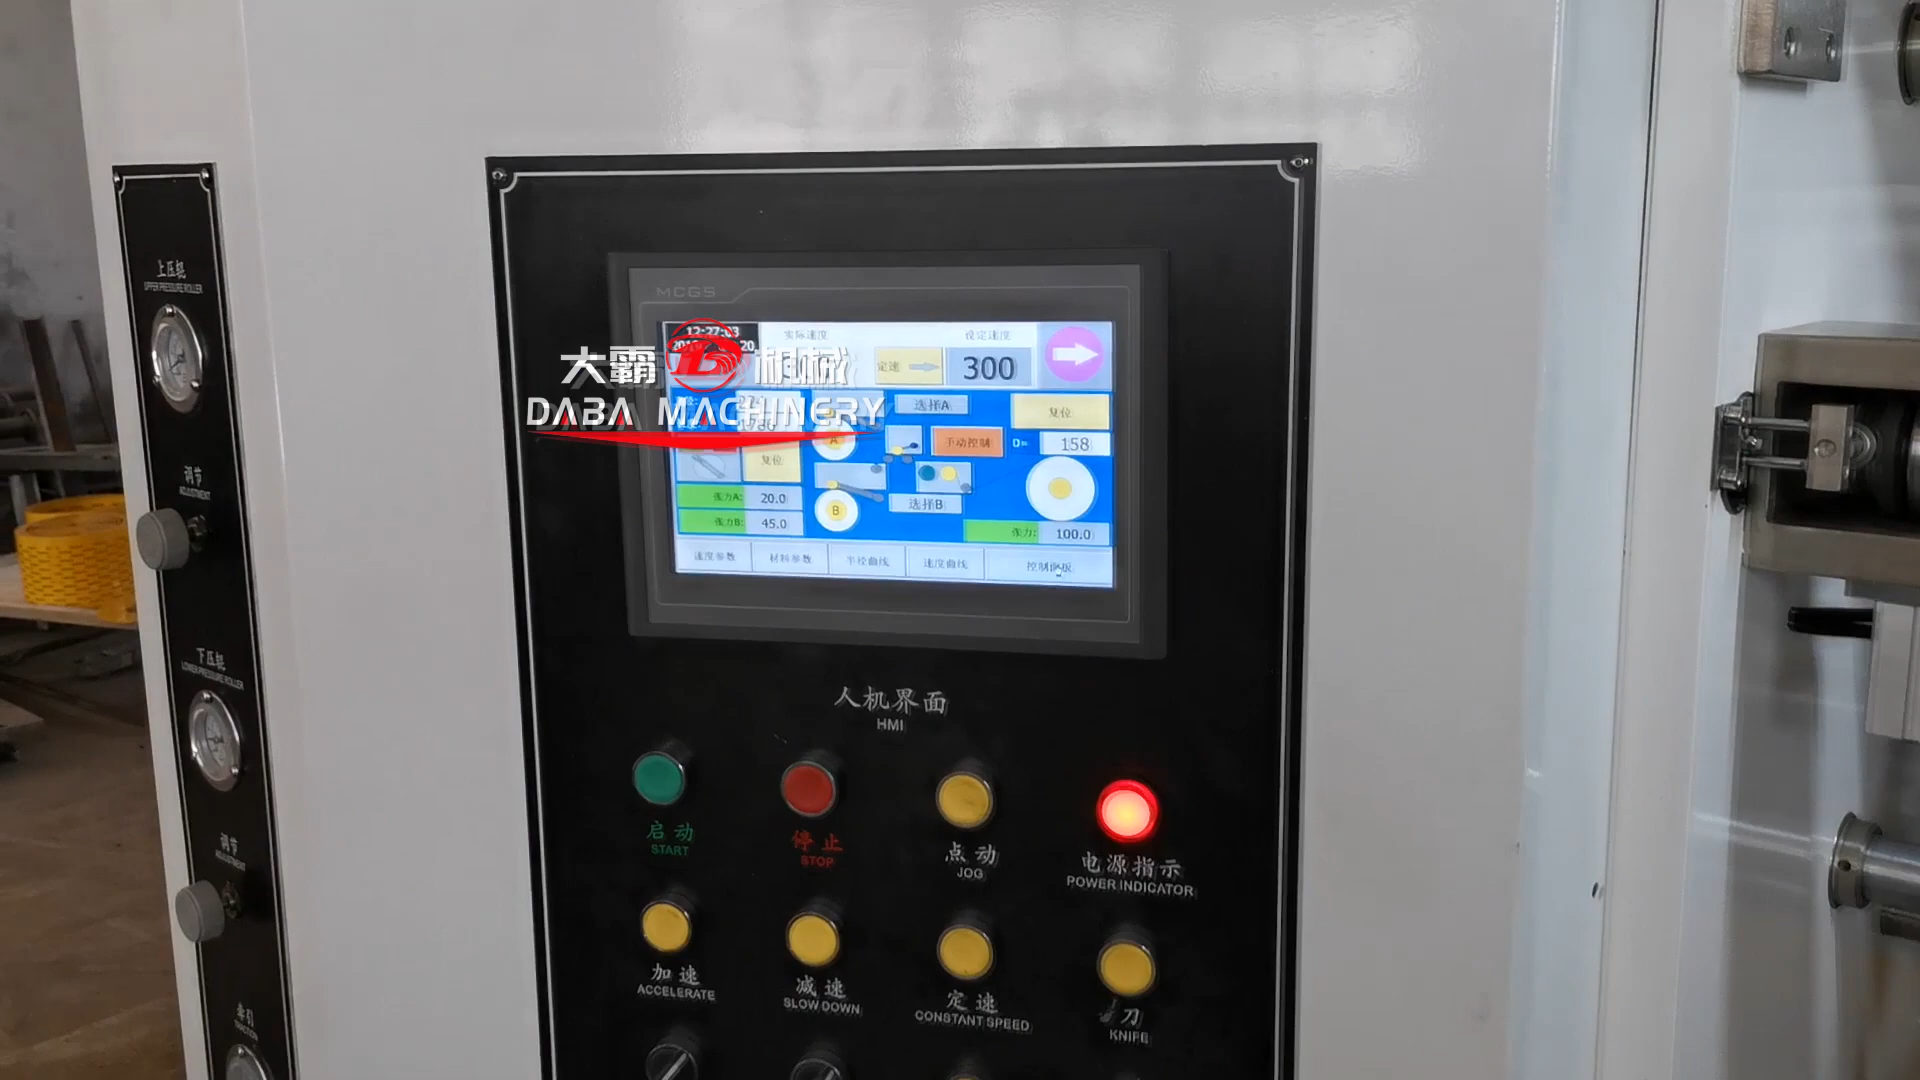 上压辊
UPPER PRESSURE ROLLER
调节
ADJUSTMENT
下压辊
LOWER PRESSURE ROLLER
调节
ADJUSTMENT
牵引
TRACTION
MCGS
12:27:03
实际速度
设定速度
定速
300
大霸 机械
DABA MACHINERY
选择A
复位
A
手动控制
D=
158
复位
张力A:
20.0
选择B
B
张力B:
45.0
张力:
100.0
速度参数
材料参数
半径曲线
速度曲线
控制面板
人机界面
HMI
启动
START
停止
STOP
点动
JOG
电源指示
POWER INDICATOR
加速
ACCELERATE
减速
SLOW DOWN
定速
CONSTANT SPEED
刀
KNIFE